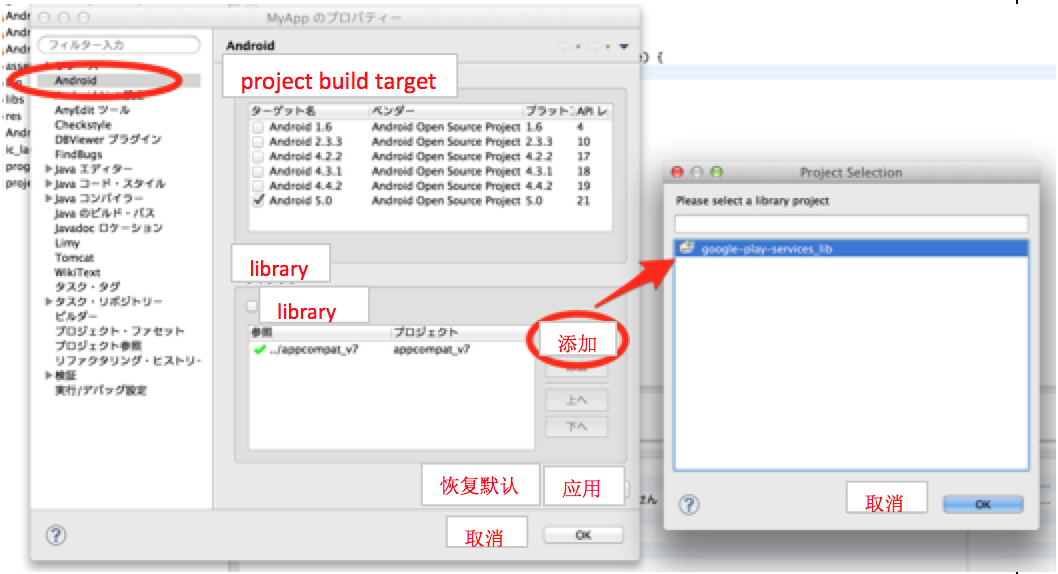 MyApp のプロパティー
フィルター入力
Android
Android
project build target
AnyEdit ツール
Checkstyle
DBViewer プラグイン
FindBugs
Java エディター
Java コード・スタイル
Java コンパイラー
Java のビルド・パス
Javadoc ロケーション
Limy
Tomcat
WikiText
タスク・タグ
タスク・リポジトリー
ビルダー
プロジェクト・ファセット
プロジェクト参照
リファクタリング・ヒストリー
検証
実行/デバッグ設定
ターゲット名 ベンダー プラット API レ
Android 1.6 Android Open Source Project 1.6 4
Android 2.3.3 Android Open Source Project 2.3.3 10
Android 4.2.2 Android Open Source Project 4.2.2 17
Android 4.3.1 Android Open Source Project 4.3.1 18
Android 4.4.2 Android Open Source Project 4.4.2 19
Android 5.0 Android Open Source Project 5.0 21
library
library
参照 プロジェクト
../appcompat_v7 appcompat_v7
添加
上へ
下へ
恢复默认 应用
取消 OK
Project Selection
Please select a library project
google-play-services_lib
取消 OK
libs
res